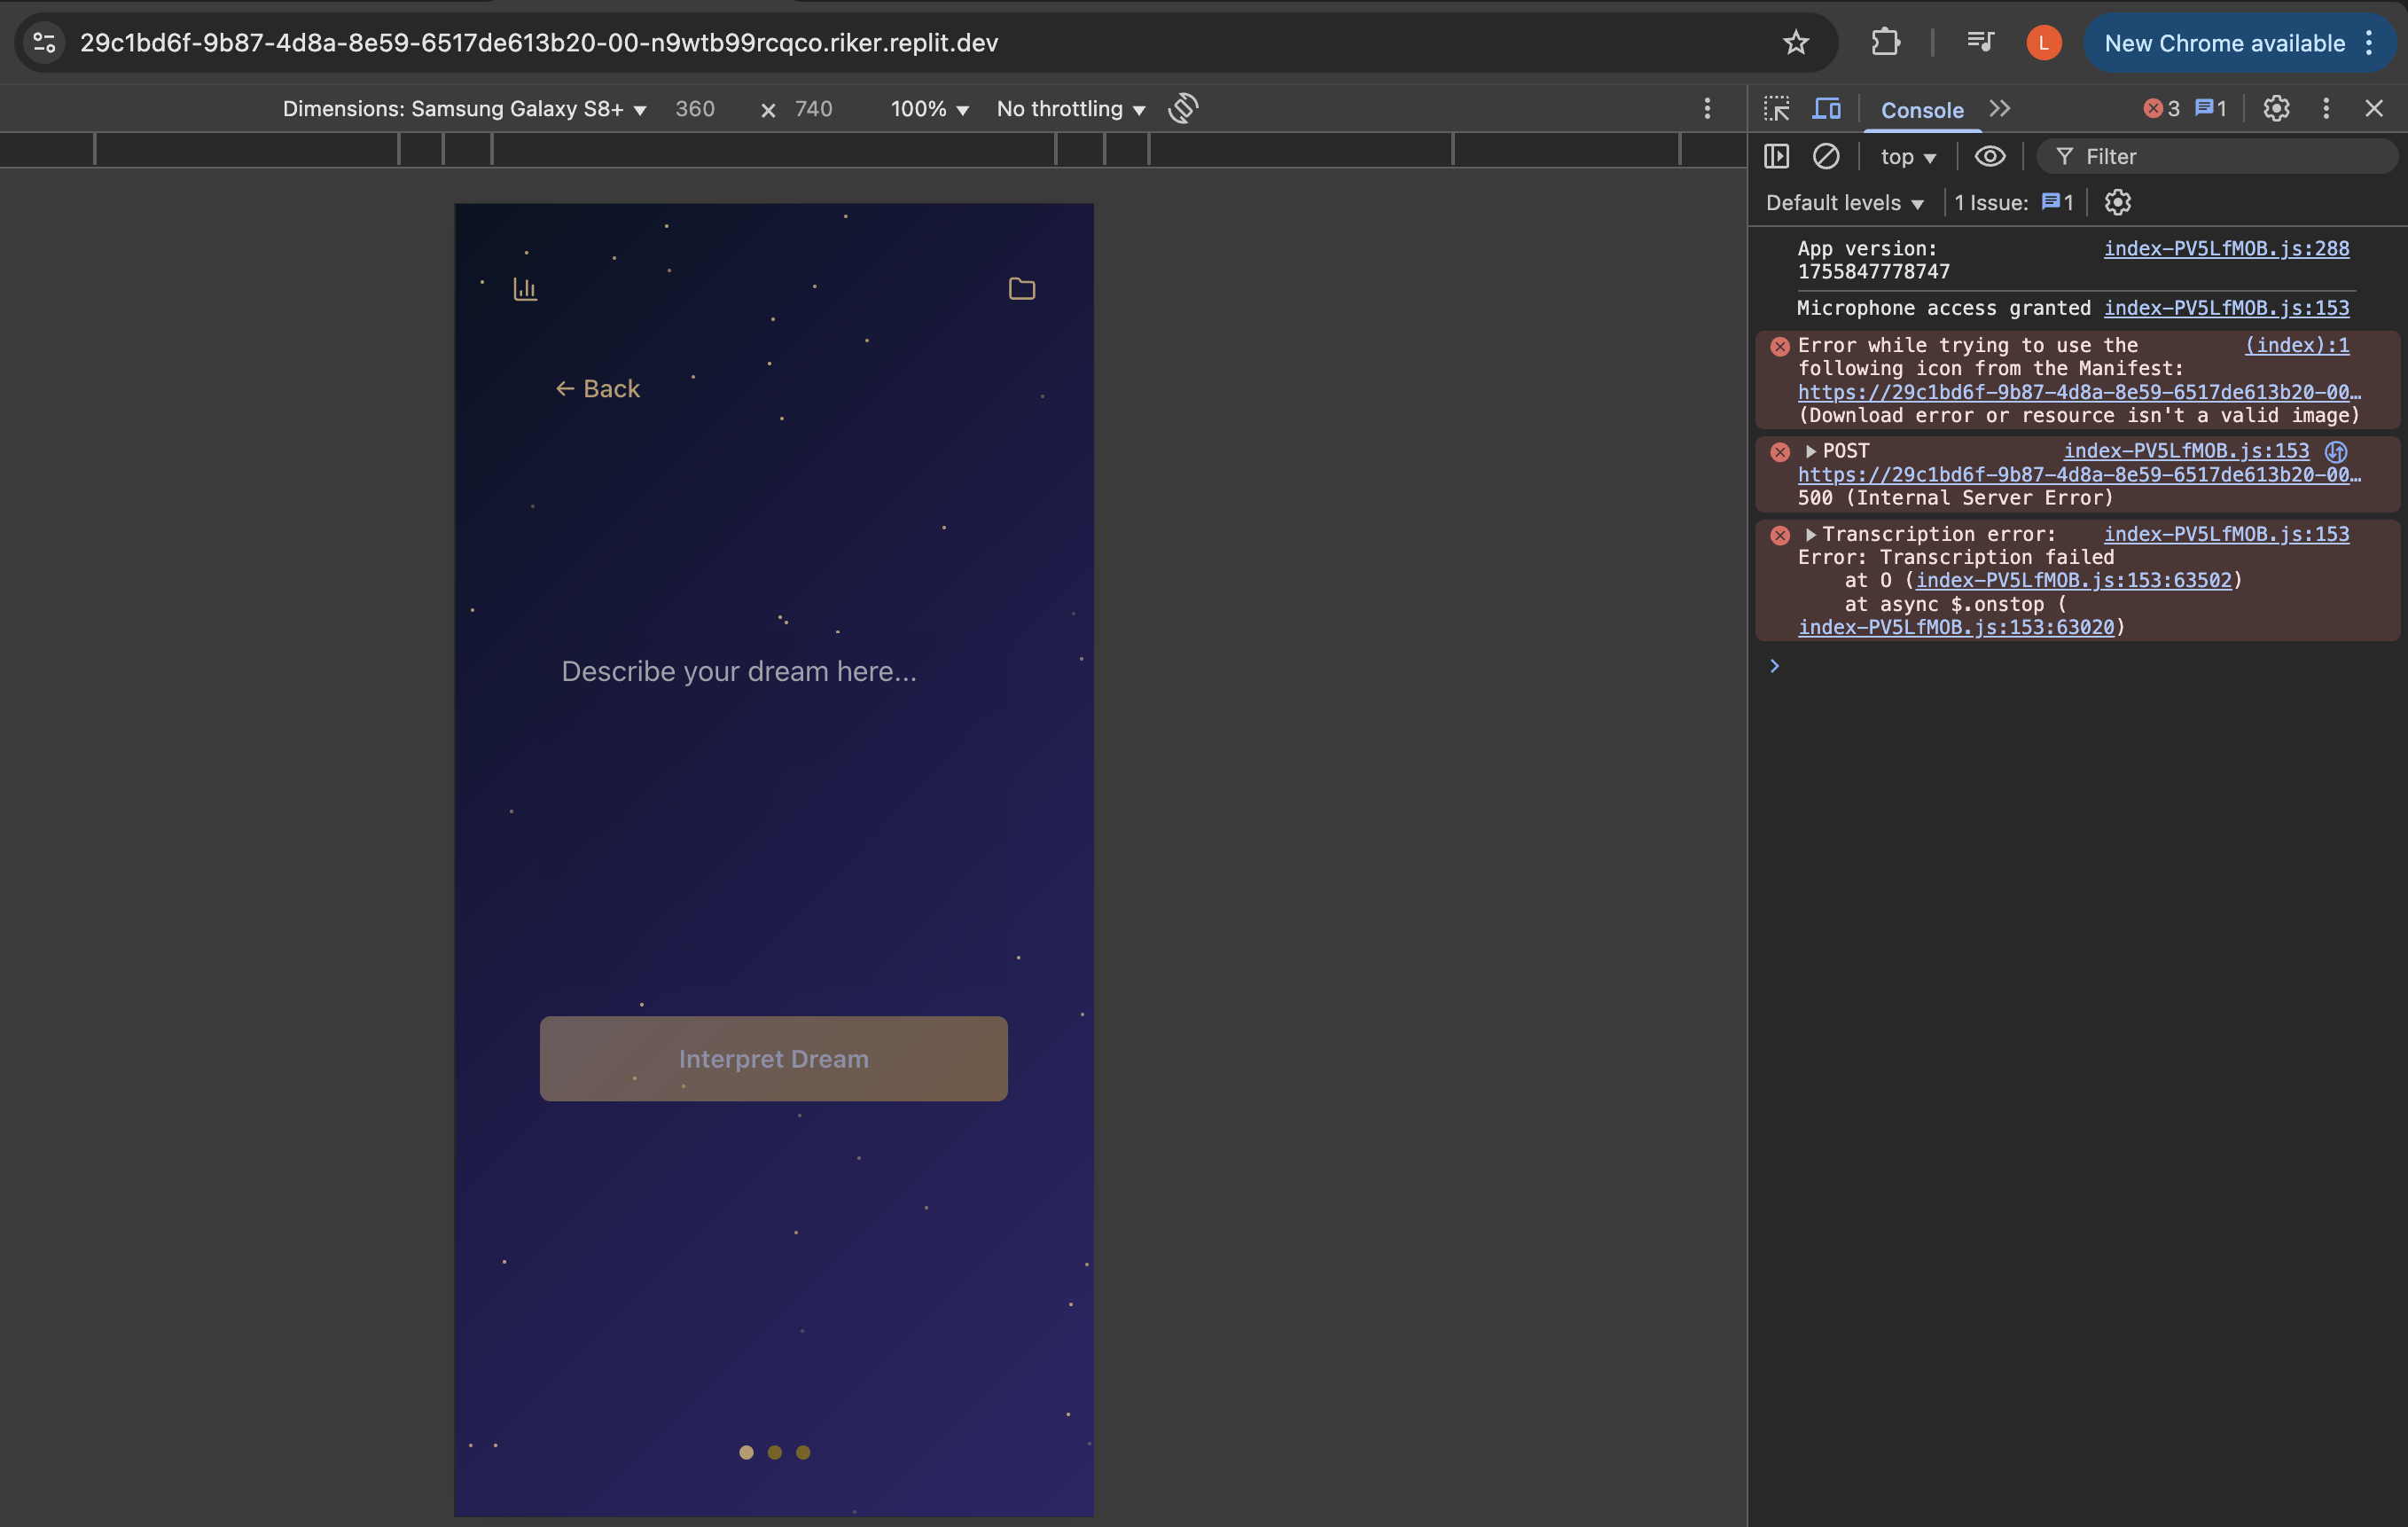 29c1bd6f-9b87-4d8a-8e59-6517de613b20-00-n9wtb99rcqco.riker.replit.dev
L
New Chrome available
Dimensions: Samsung Galaxy S8+ 360 × 740 100% No throttling
Console
3
1
top
Filter
Default levels
1 Issue: 1
App version: index-PV5LfMOB.js:288
1755847778747
Microphone access granted index-PV5LfMOB.js:153
Error while trying to use the (index):1
following icon from the Manifest:
https://29c1bd6f-9b87-4d8a-8e59-6517de613b20-00…
(Download error or resource isn't a valid image)
POST index-PV5LfMOB.js:153
https://29c1bd6f-9b87-4d8a-8e59-6517de613b20-00…
500 (Internal Server Error)
Transcription error: index-PV5LfMOB.js:153
Error: Transcription failed
at O (index-PV5LfMOB.js:153:63502)
at async $.onstop (
index-PV5LfMOB.js:153:63020)
← Back
Describe your dream here...
Interpret Dream